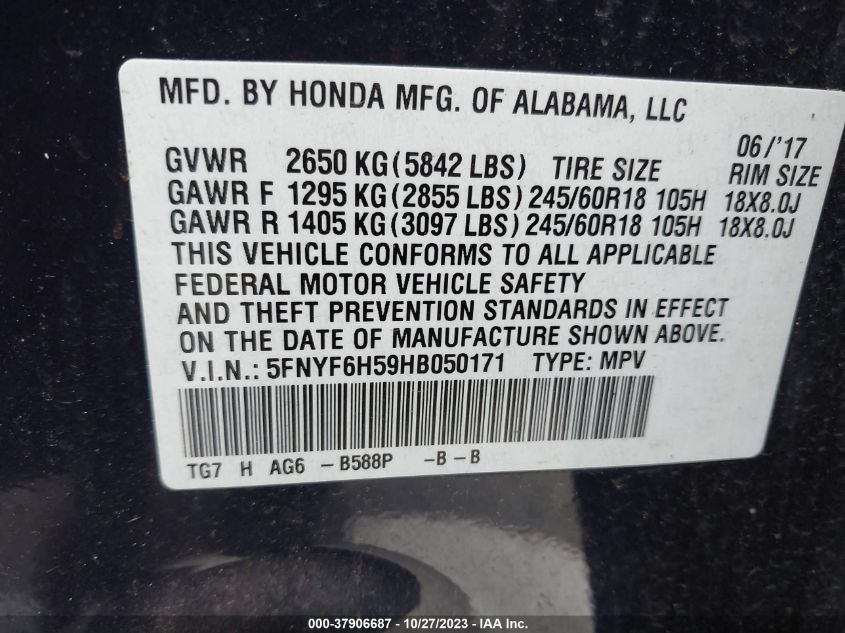 MFD. BY HONDA MFG. OF ALABAMA, LLC
06/'17
GVWR 2650 KG(5842 LBS) TIRE SIZE RIM SIZE
GAWR F 1295 KG(2855 LBS) 245/60R18 105H 18X8.0J
GAWR R 1405 KG(3097 LBS) 245/60R18 105H 18X8.0J
THIS VEHICLE CONFORMS TO ALL APPLICABLE
FEDERAL MOTOR VEHICLE SAFETY
AND THEFT PREVENTION STANDARDS IN EFFECT
ON THE DATE OF MANUFACTURE SHOWN ABOVE.
V.I.N.: 5FNYF6H59HB050171 TYPE: MPV
TG7 H AG6 -B588P -B-B
000-37906687 - 10/27/2023 - © IAA, Inc.